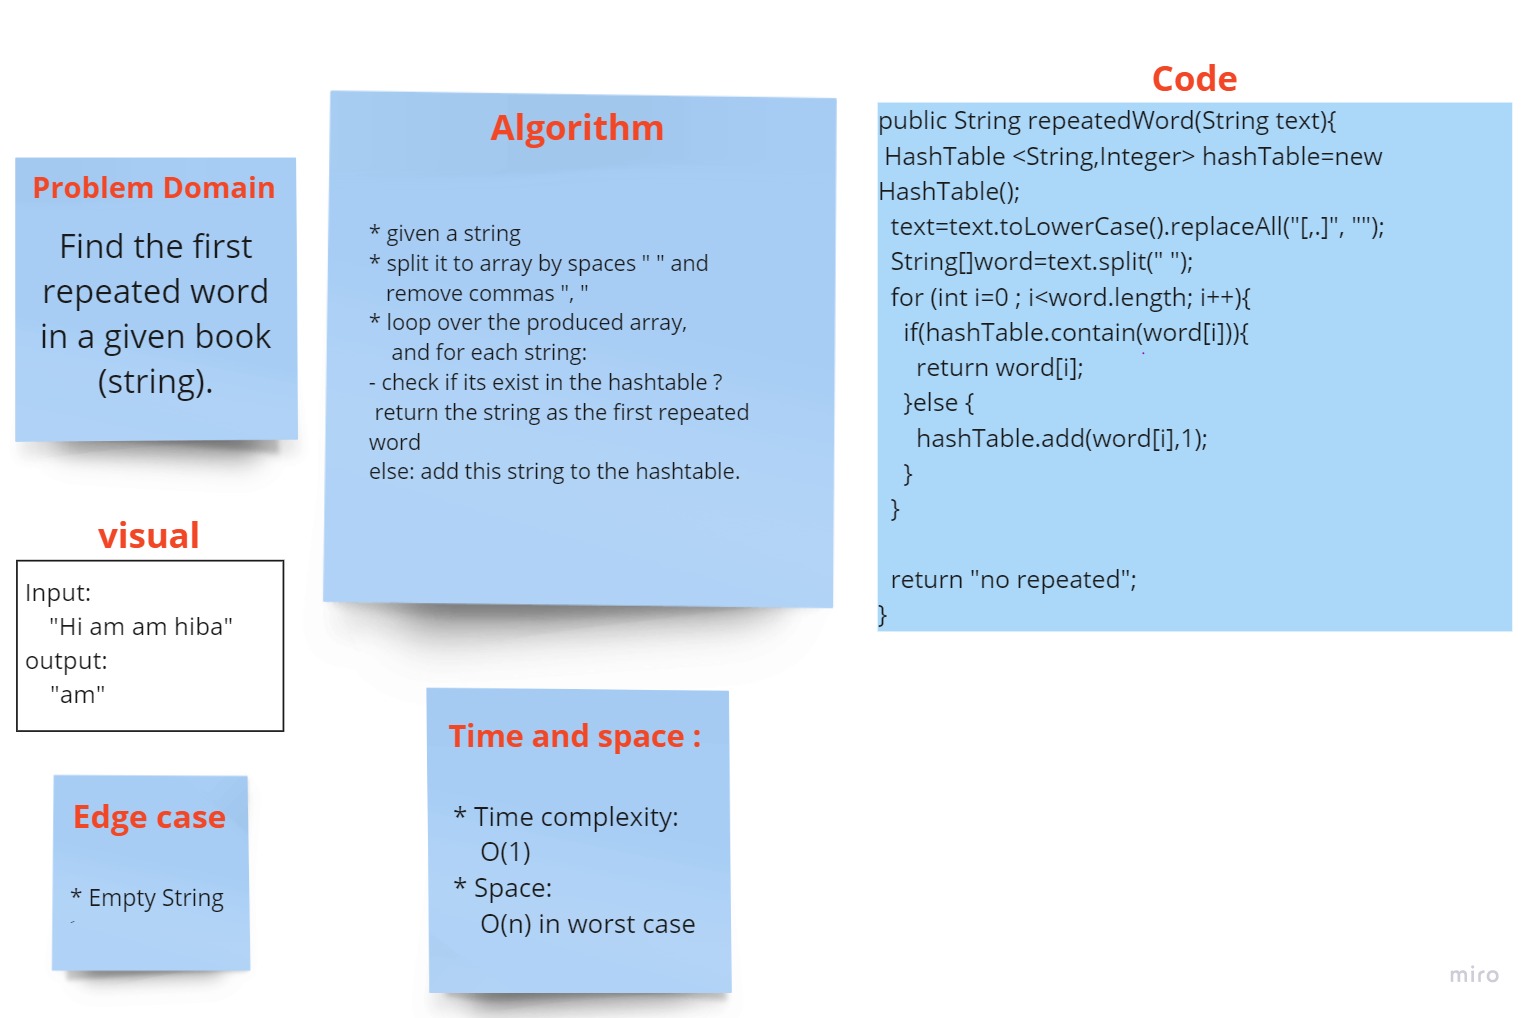 Problem Domain
Find the first
repeated word
in a given book
(string).
visual
Input:
"Hi am am hiba"
output:
"am"
Edge case
* Empty String
Algorithm
* given a string
* split it to array by spaces " " and
remove commas ", "
* loop over the produced array,
and for each string:
- check if its exist in the hashtable ?
return the string as the first repeated
word
else: add this string to the hashtable.
Time and space :
* Time complexity:
O(1)
* Space:
O(n) in worst case
Code
public String repeatedWord(String text){
HashTable <String,Integer> hashTable=new
HashTable();
text=text.toLowerCase().replaceAll("[,.]", "");
String[]word=text.split(" ");
for (int i=0 ; i<word.length; i++){
if(hashTable.contain(word[i])){
return word[i];
}else {
hashTable.add(word[i],1);
}
}
return "no repeated";
}
miro